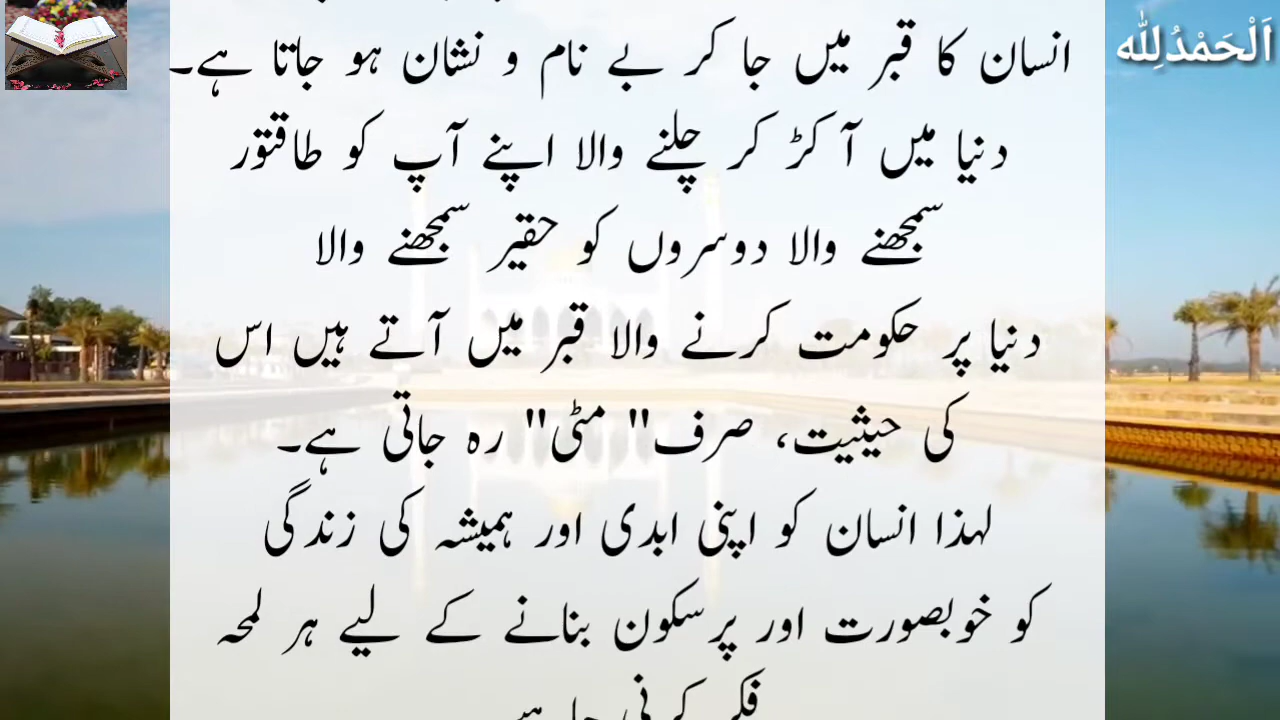 اَلْحَمْدُلِلّٰه
انسان کا قبر میں جا کر بے نام و نشان ہو جاتا ہے۔
دنیا میں آ کڑ کر چلنے والا اپنے آپ کو طاقتور
سمجھنے والا دوسروں کو حقیر سمجھنے والا
دنیا پر حکومت کرنے والا قبر میں آتے ہیں اس
کی حیثیت، صرف" مٹی" رہ جاتی ہے۔
لہذا انسان کو اپنی ابدی اور ہمیشہ کی زندگی
کو خوبصورت اور پرسکون بنانے کے لیے ہر لمحہ
فکر کرنی